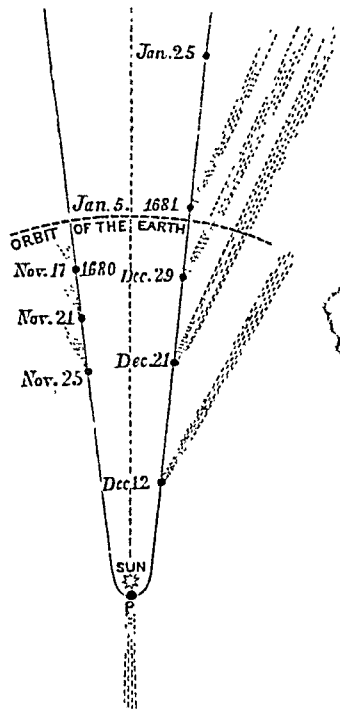 Jan. 25
Jan. 5. 1681
ORBIT OF THE EARTH
Nov. 17 1680 Dec. 29
Nov. 21
Nov. 25 Dec. 21
Dec. 12
SUN
P